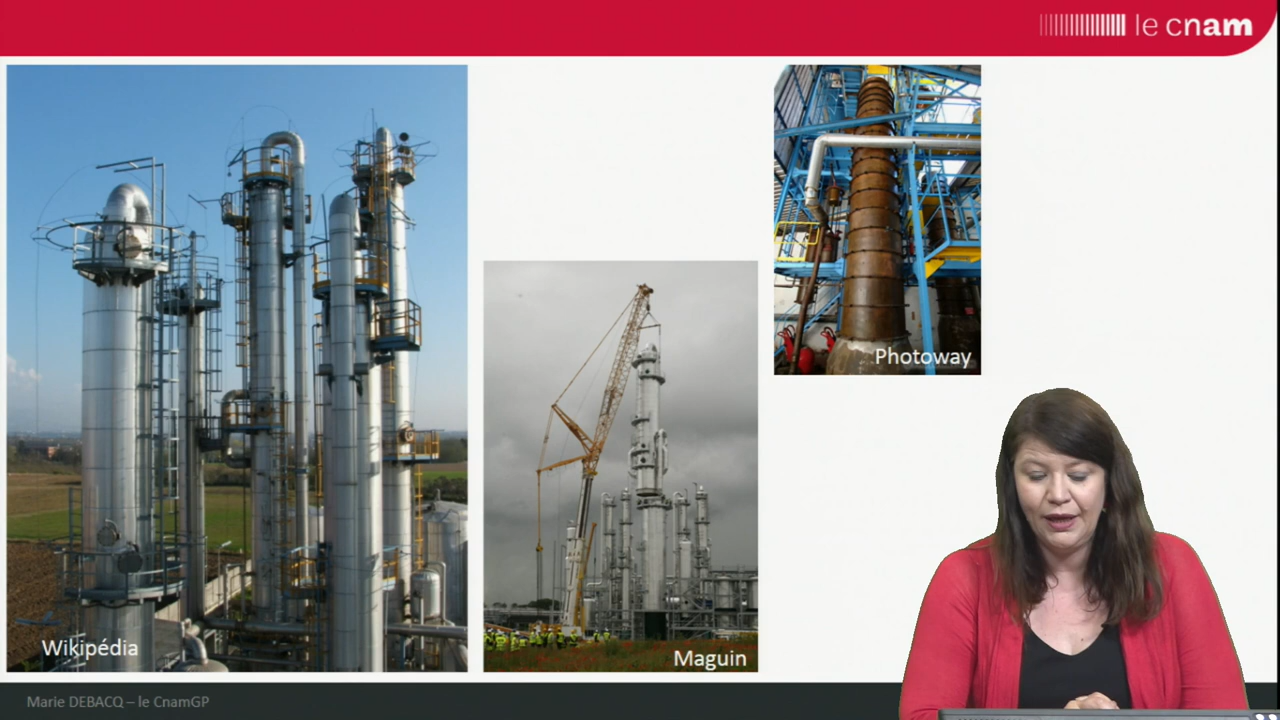 le cnam
Photoway
Wikipédia
Maguin
Marie DEBACQ – le CnamGP